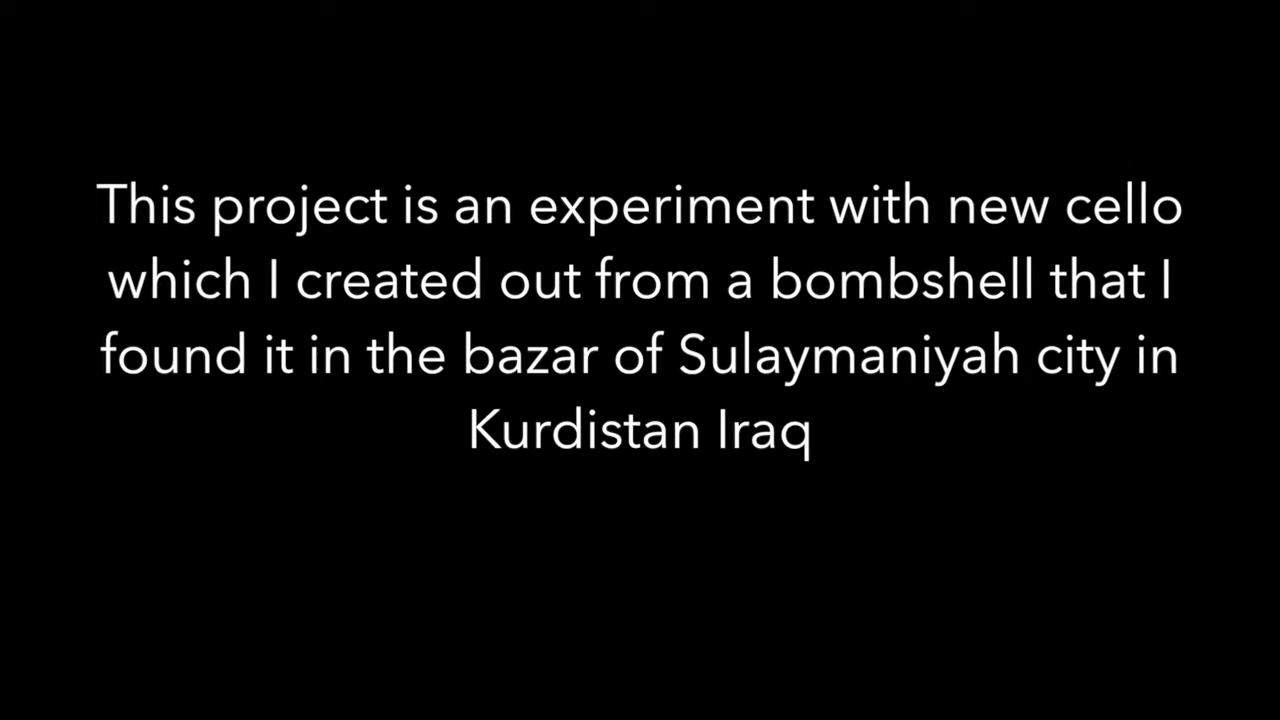 This project is an experiment with new cello
which I created out from a bombshell that I
found it in the bazar of Sulaymaniyah city in
Kurdistan Iraq